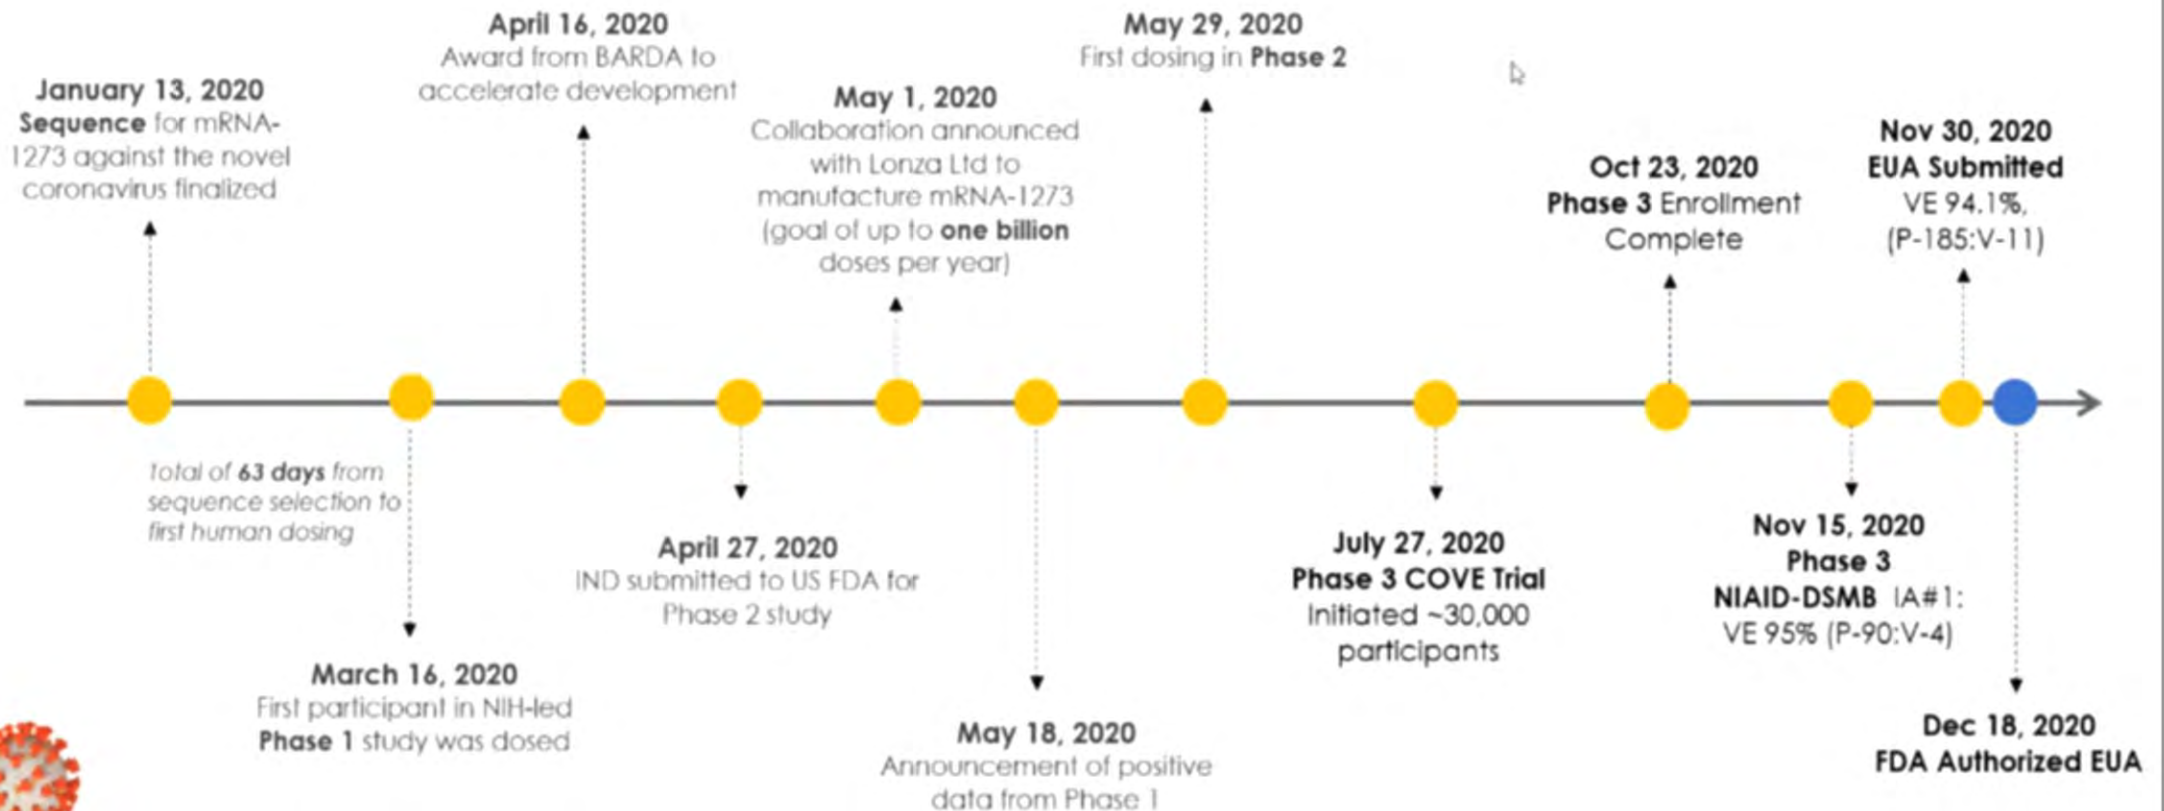 January 13, 2020
Sequence for mRNA-
1273 against the novel
coronavirus finalized
Total of 63 days from
sequence selection to
first human dosing
March 16, 2020
First participant in NIH-led
Phase 1 study was dosed
April 16, 2020
Award from BARDA to
accelerate development
April 27, 2020
IND submitted to US FDA for
Phase 2 study
May 1, 2020
Collaboration announced
with Lonza Ltd to
manufacture mRNA-1273
(goal of up to one billion
doses per year)
May 18, 2020
Announcement of positive
data from Phase 1
May 29, 2020
First dosing in Phase 2
July 27, 2020
Phase 3 COVE Trial
Initiated ~30,000
participants
Oct 23, 2020
Phase 3 Enrollment
Complete
Nov 15, 2020
Phase 3
NIAID-DSMB IA#1:
VE 95% (P-90:V-4)
Nov 30, 2020
EUA Submitted
VE 94.1%,
(P-185:V-11)
Dec 18, 2020
FDA Authorized EUA